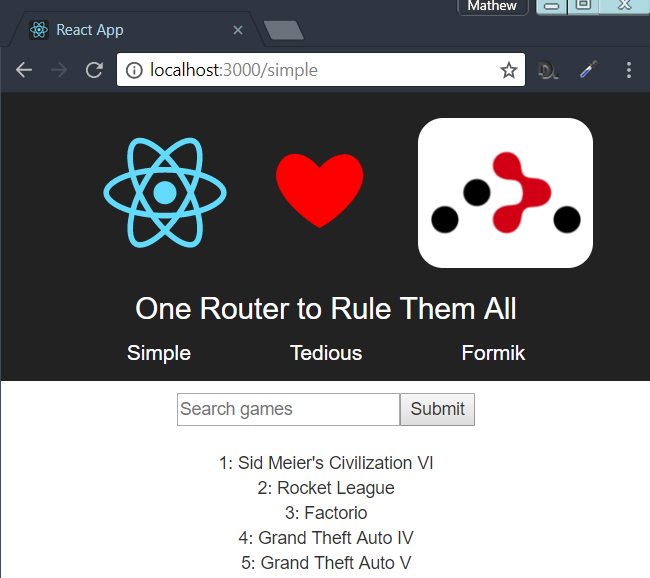 Mathew
React App
localhost:3000/simple
One Router to Rule Them All
Simple Tedious Formik
Search games Submit
1: Sid Meier's Civilization VI
2: Rocket League
3: Factorio
4: Grand Theft Auto IV
5: Grand Theft Auto V